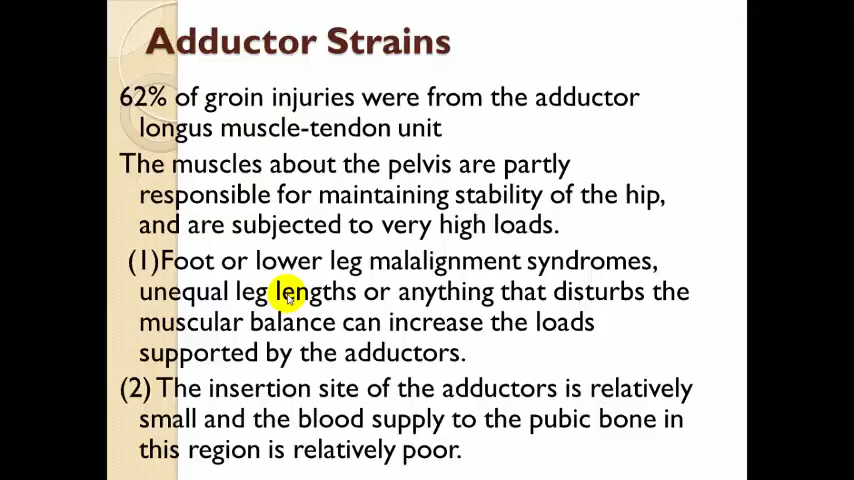 Adductor Strains
62% of groin injuries were from the adductor
longus muscle-tendon unit
The muscles about the pelvis are partly
responsible for maintaining stability of the hip,
and are subjected to very high loads.
(1)Foot or lower leg malalignment syndromes,
unequal leg lengths or anything that disturbs the
muscular balance can increase the loads
supported by the adductors.
(2) The insertion site of the adductors is relatively
small and the blood supply to the pubic bone in
this region is relatively poor.